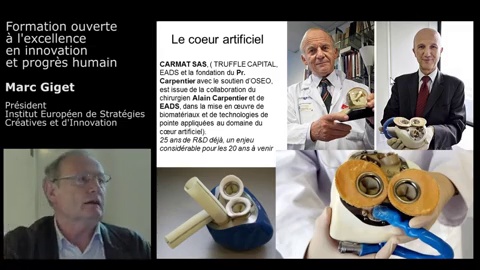 Formation ouverte
à l'excellence
en innovation
et progrès humain
Marc Giget
Président
Institut Européen de Stratégies
Créatives et d'Innovation
Le coeur artificiel
CARMAT SAS, ( TRUFFLE CAPITAL,
EADS et la fondation du Pr.
Carpentier avec le soutien d'OSEO,
est issue de la collaboration du
chirurgien Alain Carpentier et de
EADS, dans la mise en œuvre de
biomatériaux et de technologies de
pointe appliquées au domaine du
cœur artificiel).
25 ans de R&D déjà, un enjeu
considérable pour les 20 ans à venir ...